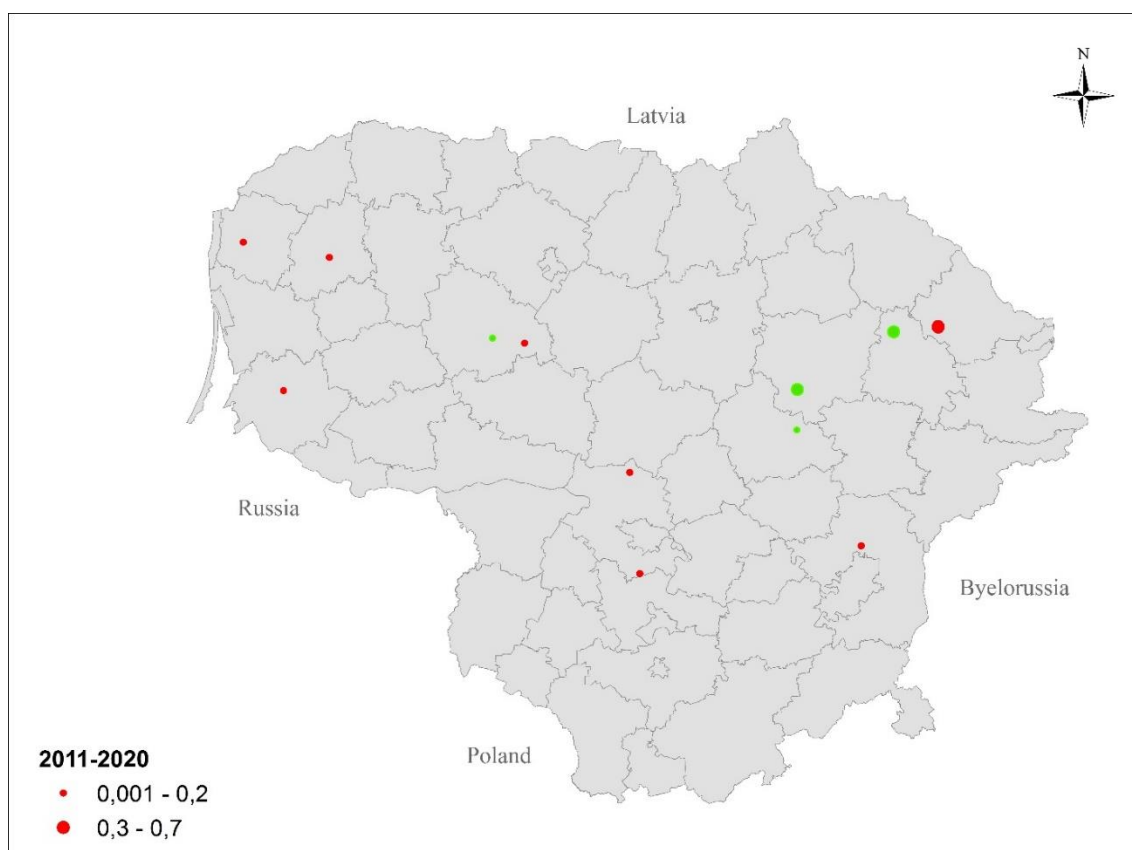 N
Latvia
Russia
Byelorussia
Poland
2011-2020
0,001 - 0,2
0,3 - 0,7